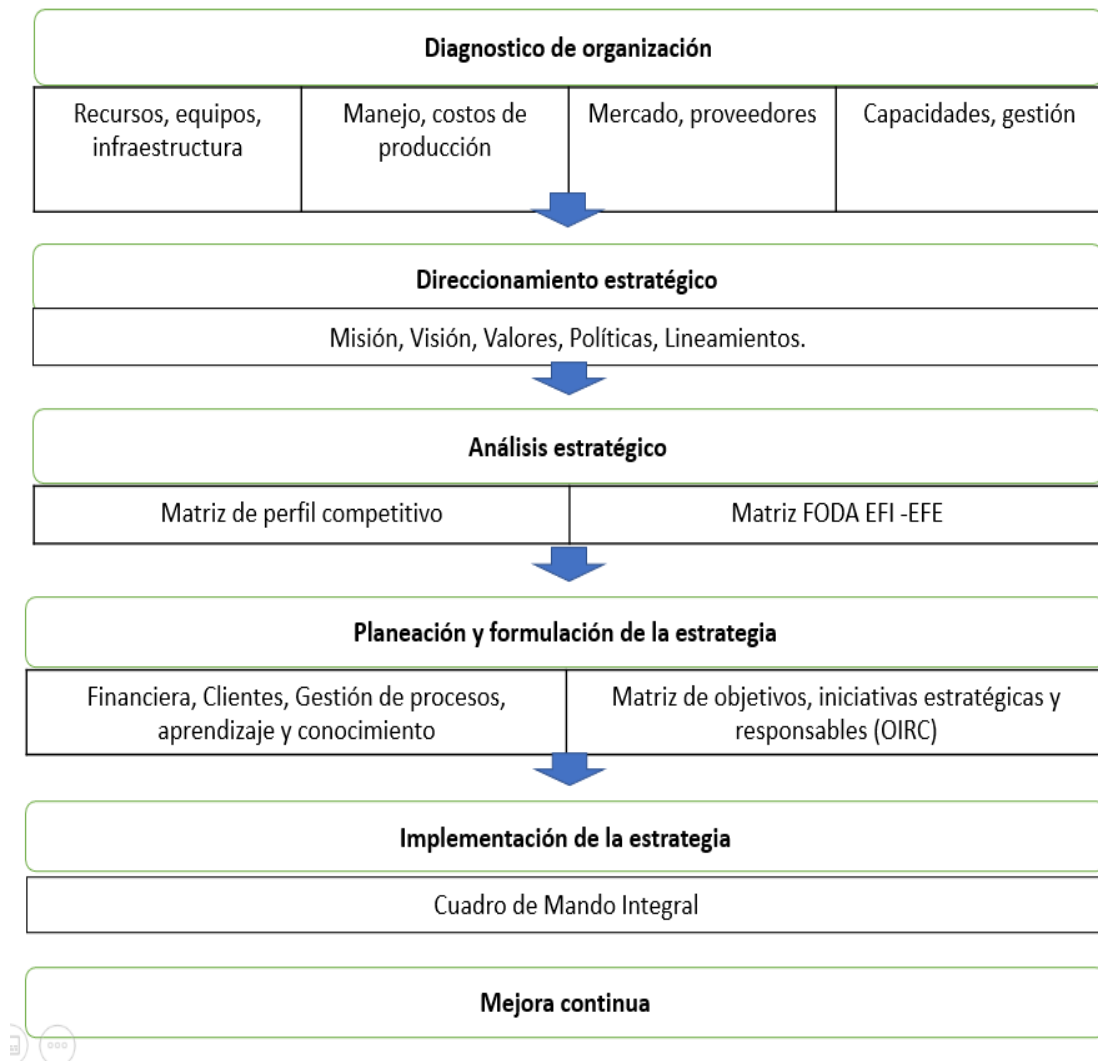 Diagnostico de organización
Recursos, equipos,
infraestructura
Manejo, costos de
producción
Mercado, proveedores
Capacidades, gestión
Direccionamiento estratégico
Misión, Visión, Valores, Políticas, Lineamientos.
Análisis estratégico
Matriz de perfil competitivo
Matriz FODA EFI -EFE
Planeación y formulación de la estrategia
Financiera, Clientes, Gestión de procesos,
aprendizaje y conocimiento
Matriz de objetivos, iniciativas estratégicas y
responsables (OIRC)
Implementación de la estrategia
Cuadro de Mando Integral
Mejora continua